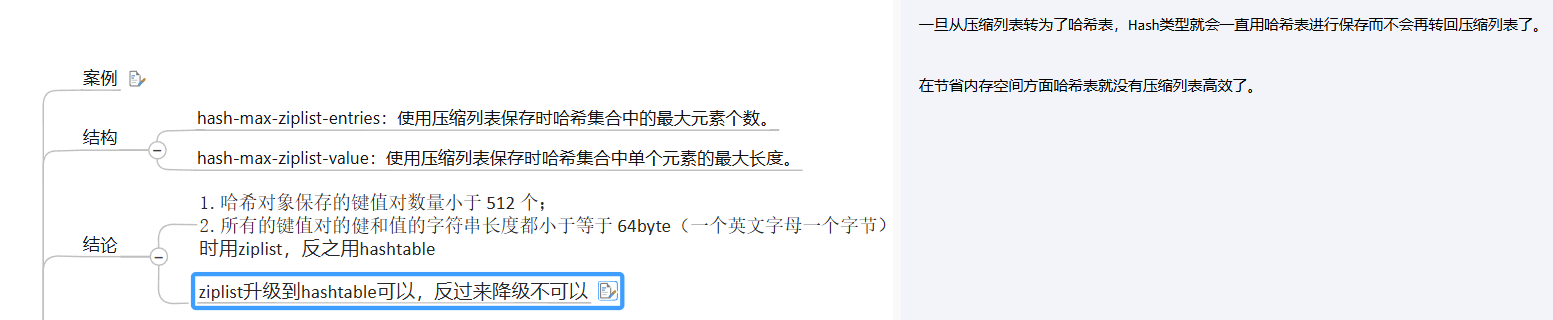 案例
结构
hash-max-ziplist-entries：使用压缩列表保存时哈希集合中的最大元素个数。
hash-max-ziplist-value：使用压缩列表保存时哈希集合中单个元素的最大长度。
结论
1. 哈希对象保存的键值对数量小于 512 个；
2. 所有的键值对的健和值的字符串长度都小于等于 64byte（一个英文字母一个字节）
时用ziplist，反之用hashtable
ziplist升级到hashtable可以，反过来降级不可以
一旦从压缩列表转为了哈希表，Hash类型就会一直用哈希表进行保存而不会再转回压缩列表了。
在节省内存空间方面哈希表就没有压缩列表高效了。